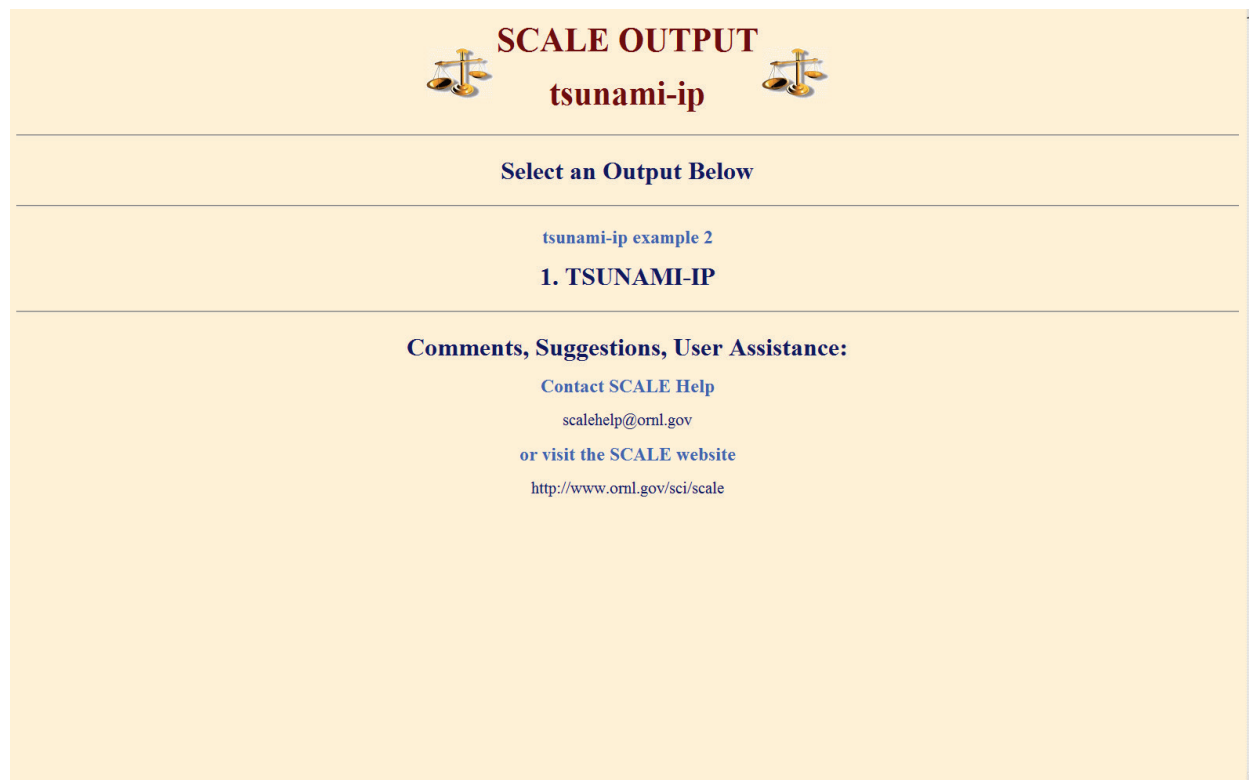 SCALE OUTPUT
tsunami-ip
Select an Output Below
tsunami-ip example 2
1. TSUNAMI-IP
Comments, Suggestions, User Assistance:
Contact SCALE Help
scalehelp@ornl.gov
or visit the SCALE website
http://www.ornl.gov/sci/scale